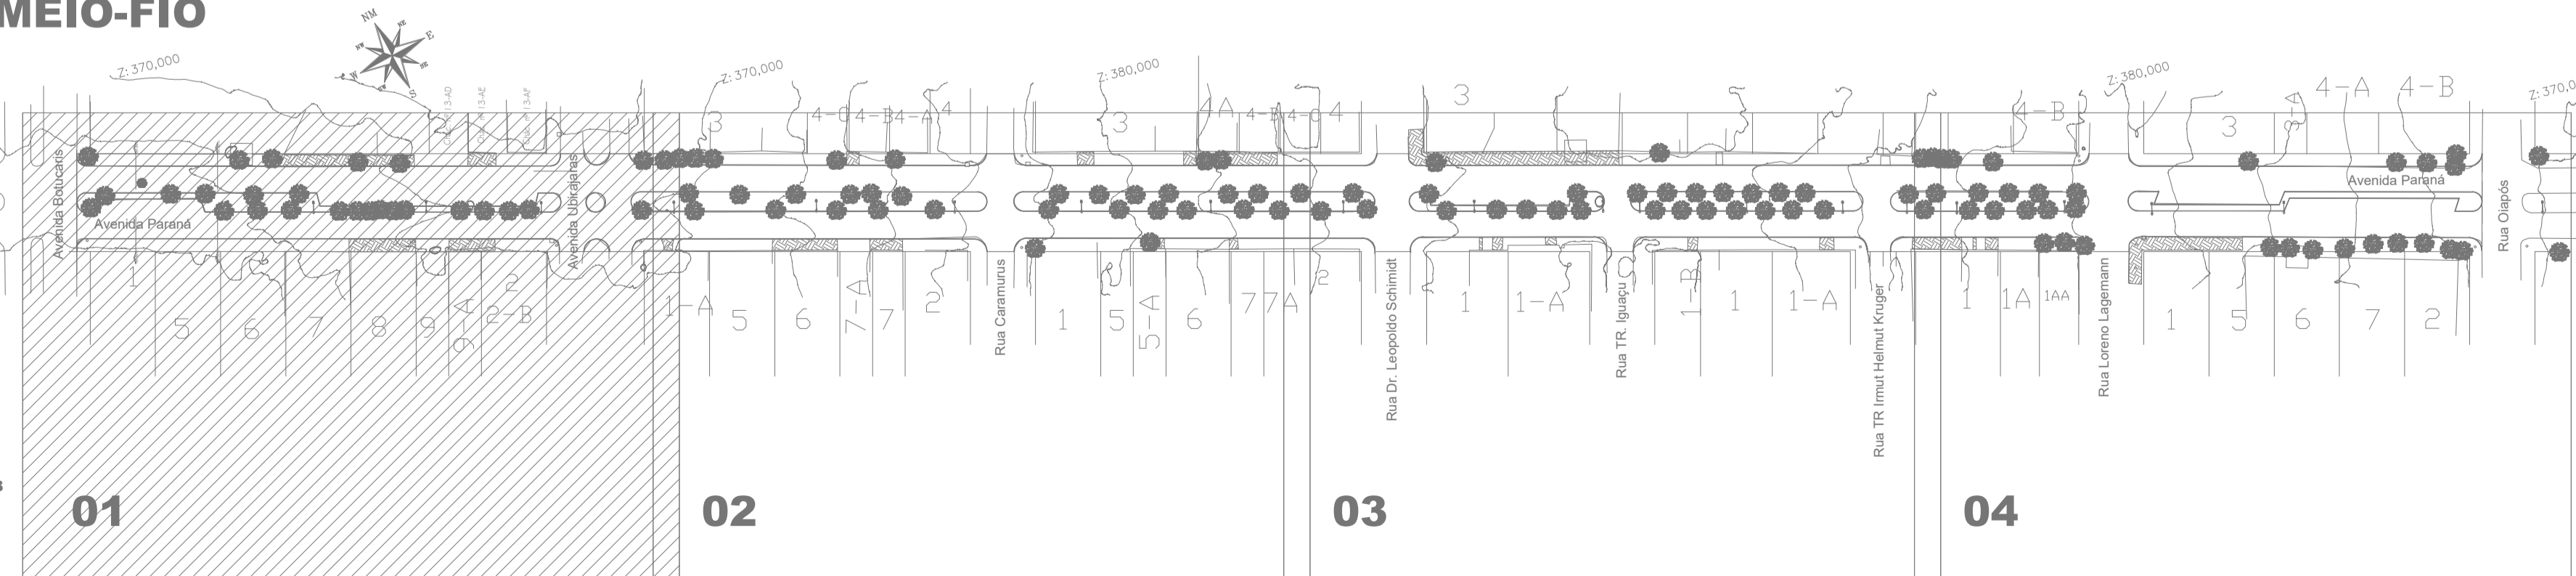 MEIO-FIO
NM
NE
E
SE
S
W
NW
Z: 370,000
Z: 370,000
Z: 380,000
Z: 380,000
Z: 370,0
3
4-B
4-A
4
3
4A
4-B
4-C
4
3
4-B
3
3-A
4-A
4-B
Avenida Botucaris
Avenida Paraná
Avenida Ubirajaras
Avenida Paraná
Rua Oiapós
1
5
6
7
8
9
9-A
2
2-B
1-A
5
6
7-A
7
2
Rua Caramurus
1
5
5-A
6
7
7A
2
Rua Dr. Leopoldo Schimidt
1
1-A
Rua TR. Iguaçu
1-B
1
1-A
Rua TR Irmut Helmut Kruger
1
1A
1AA
Rua Loreno Lagemann
1
5
6
7
2
01
02
03
04